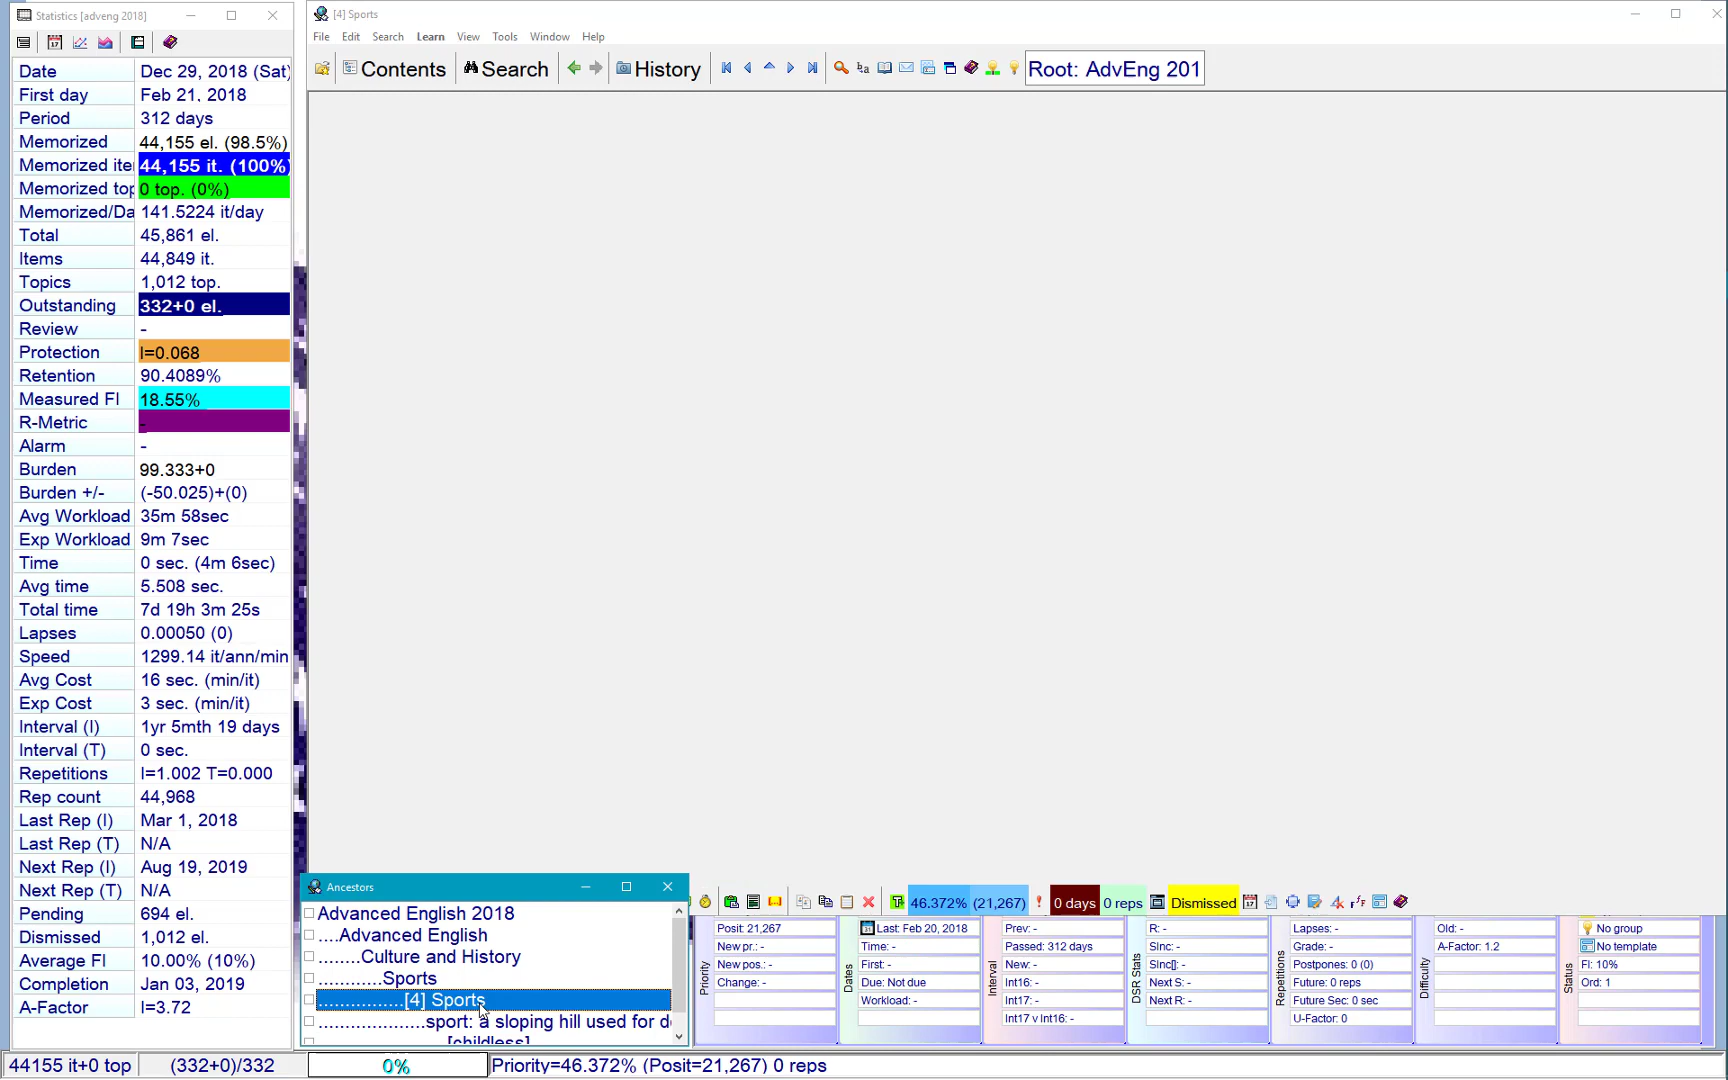 Statistics [adveng 2018]
Date Dec 29, 2018 (Sat)
First day Feb 21, 2018
Period 312 days
Memorized 44,155 el. (98.5%)
Memorized ite 44,155 it. (100%)
Memorized top 0 top. (0%)
Memorized/Da 141.5224 it/day
Total 45,861 el.
Items 44,849 it.
Topics 1,012 top.
Outstanding 332+0 el.
Review -
Protection I=0.068
Retention 90.4089%
Measured FI 18.55%
R-Metric -
Alarm -
Burden 99.333+0
Burden +/- (-50.025)+(0)
Avg Workload 35m 58sec
Exp Workload 9m 7sec
Time 0 sec. (4m 6sec)
Avg time 5.508 sec.
Total time 7d 19h 3m 25s
Lapses 0.00050 (0)
Speed 1299.14 it/ann/min
Avg Cost 16 sec. (min/it)
Exp Cost 3 sec. (min/it)
Interval (I) 1yr 5mth 19 days
Interval (T) 0 sec.
Repetitions I=1.002 T=0.000
Rep count 44,968
Last Rep (I) Mar 1, 2018
Last Rep (T) N/A
Next Rep (I) Aug 19, 2019
Next Rep (T) N/A
Pending 694 el.
Dismissed 1,012 el.
Average FI 10.00% (10%)
Completion Jan 03, 2019
A-Factor I=3.72
[4] Sports
File Edit Search Learn View Tools Window Help
Contents Search History Root: AdvEng 201
Ancestors
Advanced English 2018
....Advanced English
........Culture and History
............Sports
................[4] Sports
....................sport: a sloping hill used for d
[childless]
46.372% (21,267) ! 0 days 0 reps Dismissed
Priority
Posit: 21,267
New pr.: -
New pos.: -
Change: -
Dates
Last: Feb 20, 2018
Time: -
First: -
Due: Not due
Workload: -
Interval
Prev: -
Passed: 312 days
New: -
Int16: -
Int17: -
Int17 v Int16: -
DSR Stats
R: -
SInc: -
SInc[]: -
Next S: -
Next R: -
Repetitions
Lapses: -
Grade: -
Postpones: 0 (0)
Future: 0 reps
Future Sec: 0 sec
U-Factor: 0
Difficulty
Old: -
A-Factor: 1.2
Status
No group
No template
FI: 10%
Ord: 1
44155 it+0 top (332+0)/332 0% Priority=46.372% (Posit=21,267) 0 reps